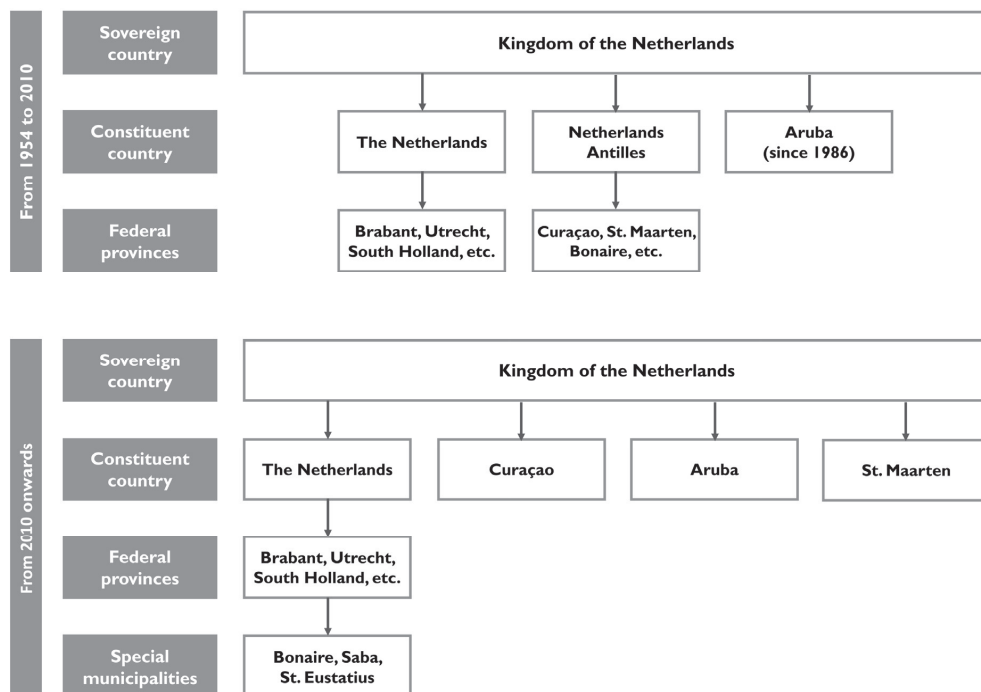 From 1954 to 2010
Sovereign
country
Kingdom of the Netherlands
Constituent
country
The Netherlands
Netherlands
Antilles
Aruba
(since 1986)
Federal
provinces
Brabant, Utrecht,
South Holland, etc.
Curaçao, St. Maarten,
Bonaire, etc.
From 2010 onwards
Sovereign
country
Kingdom of the Netherlands
Constituent
country
The Netherlands
Curaçao
Aruba
St. Maarten
Federal
provinces
Brabant, Utrecht,
South Holland, etc.
Special
municipalities
Bonaire, Saba,
St. Eustatius